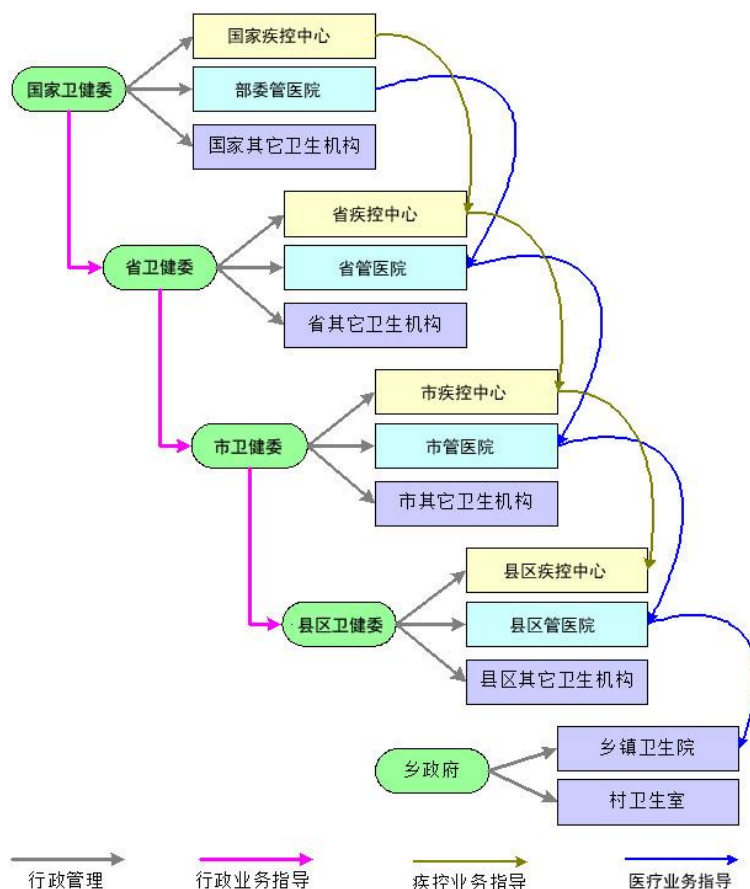 国家疾控中心
国家卫健委
部委管医院
国家其它卫生机构
省疾控中心
省卫健委
省管医院
省其它卫生机构
市疾控中心
市卫健委
市管医院
市其它卫生机构
县区疾控中心
县区卫健委
县区管医院
县区其它卫生机构
乡镇卫生院
乡政府
村卫生室
行政管理
行政业务指导
疾控业务指导
医疗业务指导